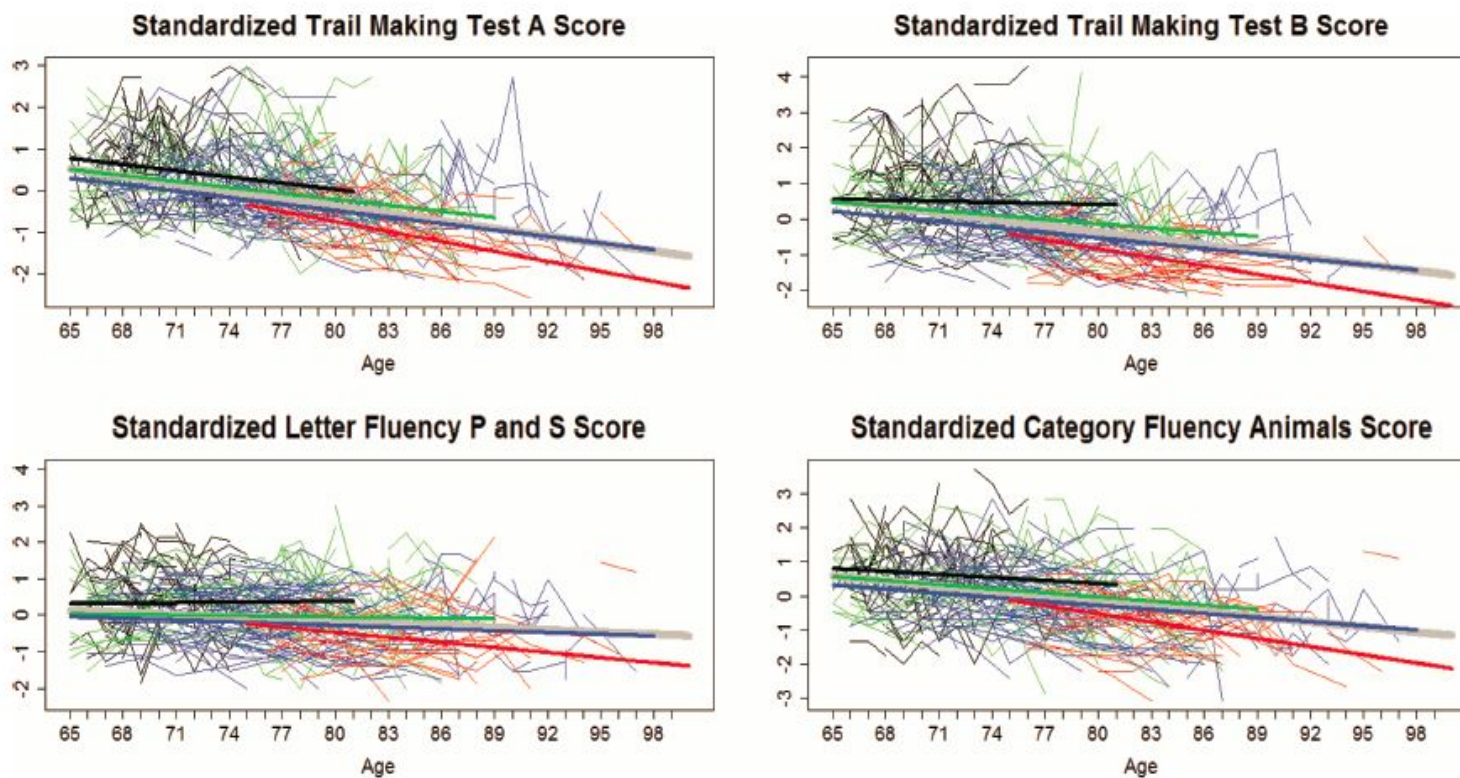 Standardized Trail Making Test A Score
3
2
1
0
-1
-2
65 68 71 74 77 80 83 86 89 92 95 98
Age
Standardized Trail Making Test B Score
4
3
2
1
0
-1
-2
65 68 71 74 77 80 83 86 89 92 95 98
Age
Standardized Letter Fluency P and S Score
4
3
2
1
0
-1
-2
65 68 71 74 77 80 83 86 89 92 95 98
Age
Standardized Category Fluency Animals Score
3
2
1
0
-1
-2
-3
65 68 71 74 77 80 83 86 89 92 95 98
Age